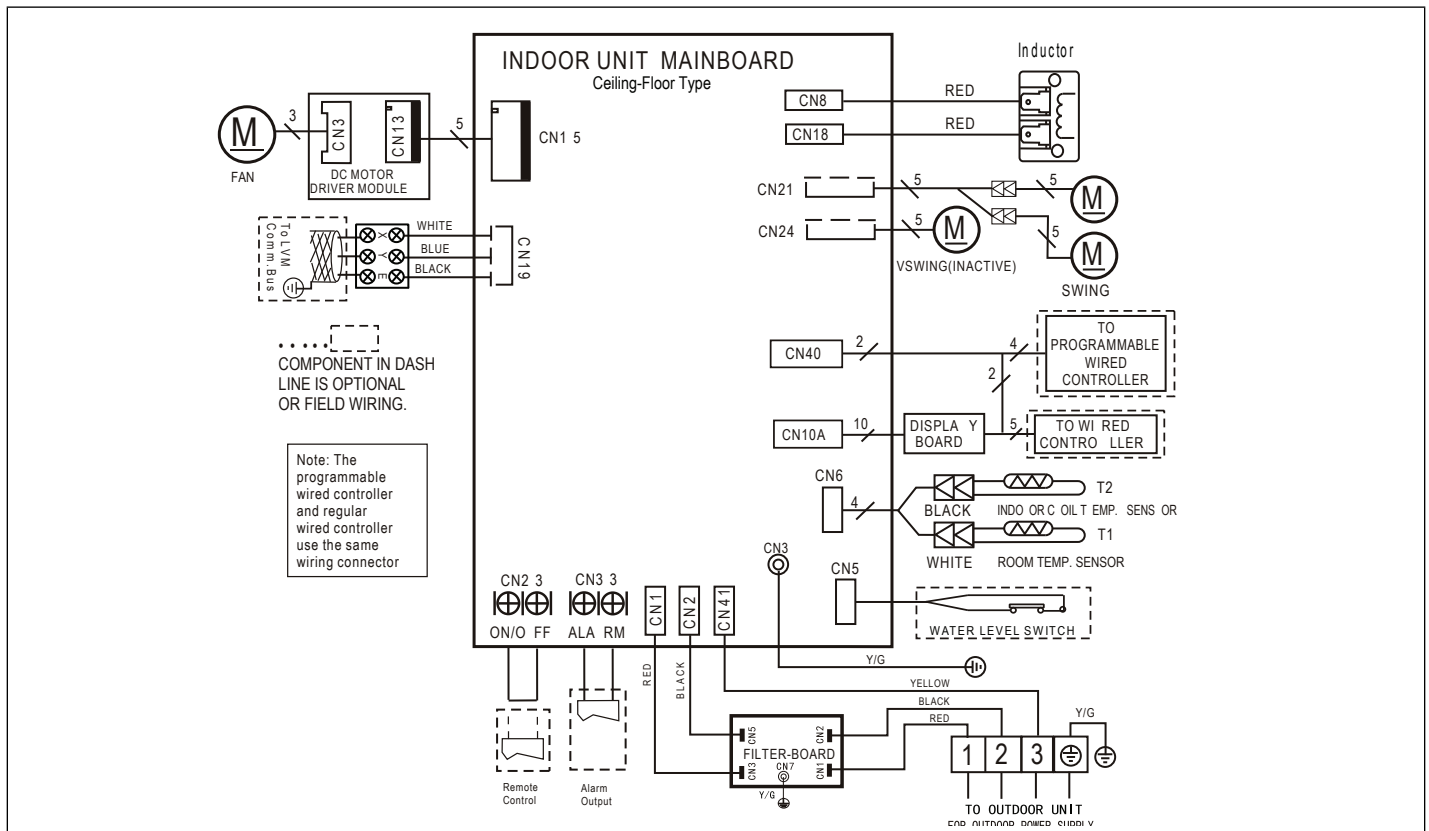 INDOOR UNIT MAINBOARD
Ceiling-Floor Type
Inductor
CN8
RED
CN18
RED
M
3
CN3
CN13
5
CN1 5
FAN
DC MOTOR
DRIVER MODULE
CN21
5
5
M
CN24
5
M
5
M
VSWING(INACTIVE)
SWING
To LVM
Comm.Bus
X
Y
E
WHITE
BLUE
BLACK
CN19
COMPONENT IN DASH
LINE IS OPTIONAL
OR FIELD WIRING.
CN40
2
4
2
TO
PROGRAMMABLE
WIRED
CONTROLLER
CN10A
10
DISPLA Y
BOARD
5
TO WI RED
CONTRO LLER
Note: The
programmable
wired controller
and regular
wired controller
use the same
wiring connector
CN6
4
BLACK
T2
INDO OR C OIL T EMP. SENS OR
T1
WHITE
ROOM TEMP. SENSOR
CN3
CN5
WATER LEVEL SWITCH
CN2 3
CN3 3
ON/O FF
ALA RM
CN1
CN2
CN41
RED
BLACK
Y/G
YELLOW
BLACK
RED
Y/G
CN5
CN2
FILTER-BOARD
CN3
CN7
CN1
Y/G
1
2
3
Remote
Control
Alarm
Output
TO OUTDOOR UNIT
FOR OUTDOOR POWER SUPPLY